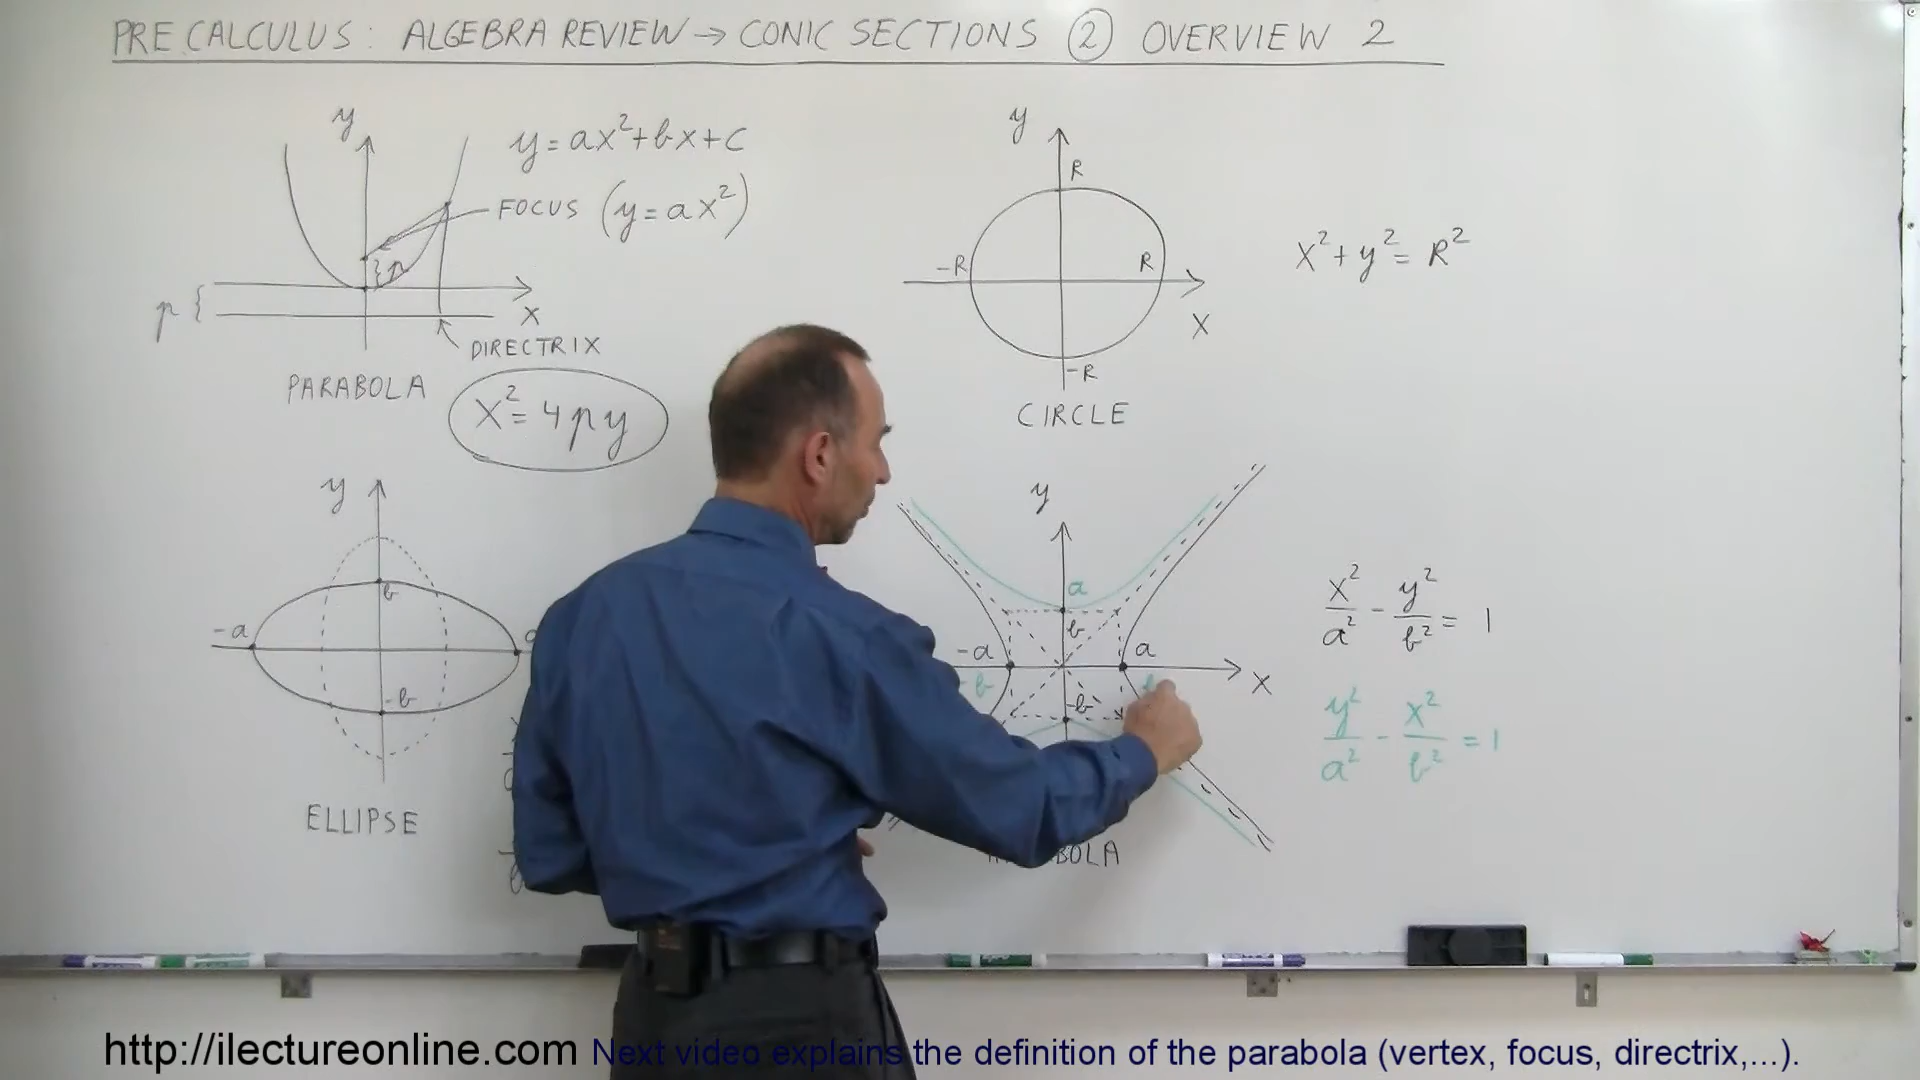 PRE CALCULUS: ALGEBRA REVIEW → CONIC SECTIONS ② OVERVIEW 2
y
y = ax²+bx+c
FOCUS (y = ax²)
p
p {
x
DIRECTRIX
PARABOLA
x² = 4py
y
R
-R
R
x
-R
CIRCLE
x² + y² = R²
y
b
-a
-b
ELLIPSE
y
a
b
-a
a
-b
b
-b
x
x²/a² - y²/b² = 1
y²/a² - x²/b² = 1
http://ilectureonline.com Next video explains the definition of the parabola (vertex, focus, directrix,...).